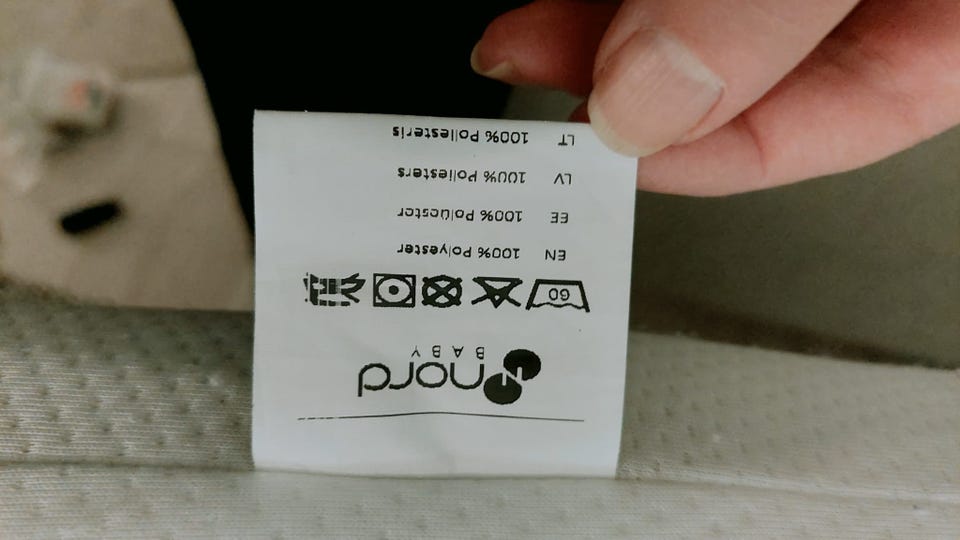 nord
BABY
60
EN 100% Polyester
EE 100% Polüester
LV 100% Poliesters
LT 100% Poliesteris